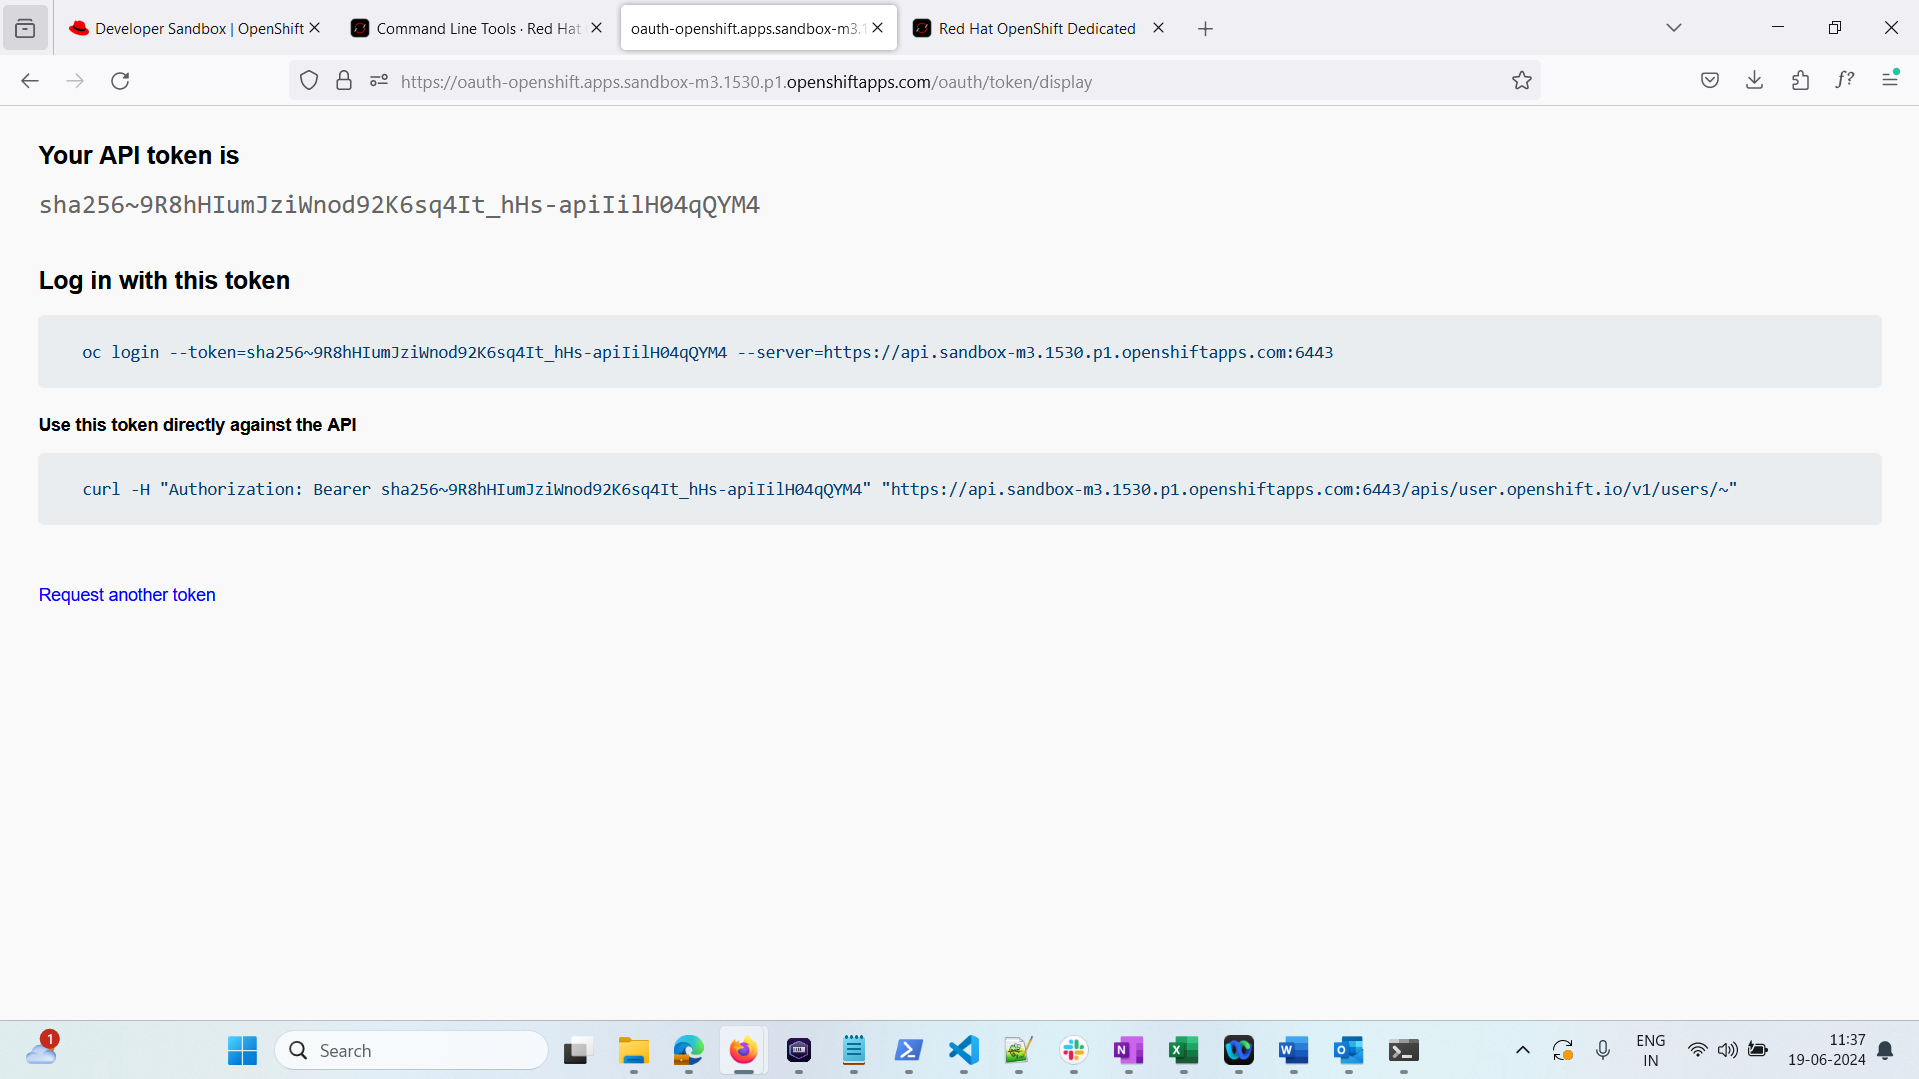 Developer Sandbox | OpenShift
Command Line Tools · Red Hat
oauth-openshift.apps.sandbox-m3.1
Red Hat OpenShift Dedicated
https://oauth-openshift.apps.sandbox-m3.1530.p1.openshiftapps.com/oauth/token/display
Your API token is
sha256~9R8hHIumJziWnod92K6sq4It_hHs-apiIilH04qQYM4
Log in with this token
oc login --token=sha256~9R8hHIumJziWnod92K6sq4It_hHs-apiIilH04qQYM4 --server=https://api.sandbox-m3.1530.p1.openshiftapps.com:6443
Use this token directly against the API
curl -H "Authorization: Bearer sha256~9R8hHIumJziWnod92K6sq4It_hHs-apiIilH04qQYM4" "https://api.sandbox-m3.1530.p1.openshiftapps.com:6443/apis/user.openshift.io/v1/users/~"
Request another token
1
Search
ENG
IN
11:37
19-06-2024